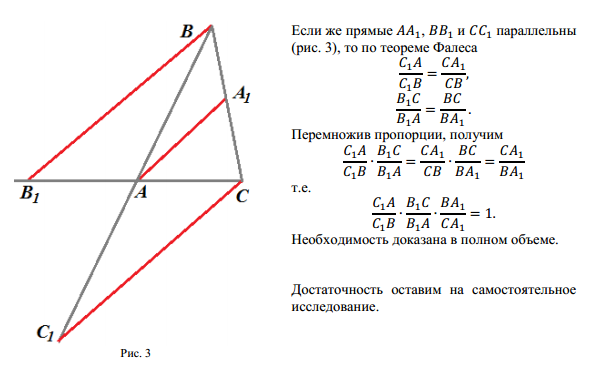 B
A₁
B₁
A
C
C₁
Рис. 3
Если же прямые AA₁, BB₁ и CC₁ параллельны
(рис. 3), то по теореме Фалеса
C₁A/C₁B = CA₁/CB,
B₁C/B₁A = BC/BA₁.
Перемножив пропорции, получим
C₁A/C₁B · B₁C/B₁A = CA₁/CB · BC/BA₁ = CA₁/BA₁
т.е.
C₁A/C₁B · B₁C/B₁A · BA₁/CA₁ = 1.
Необходимость доказана в полном объеме.
Достаточность оставим на самостоятельное
исследование.